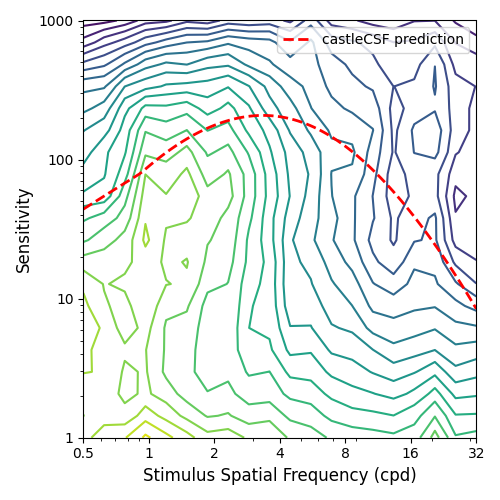 1000
castleCSF prediction
100
Sensitivity
10
1
0.5 1 2 4 8 16 32
Stimulus Spatial Frequency (cpd)